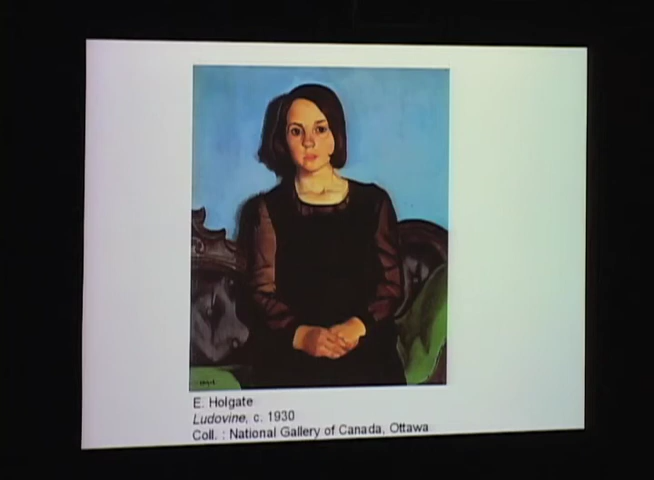 E. Holgate
Ludovine, c. 1930
Coll. : National Gallery of Canada, Ottawa